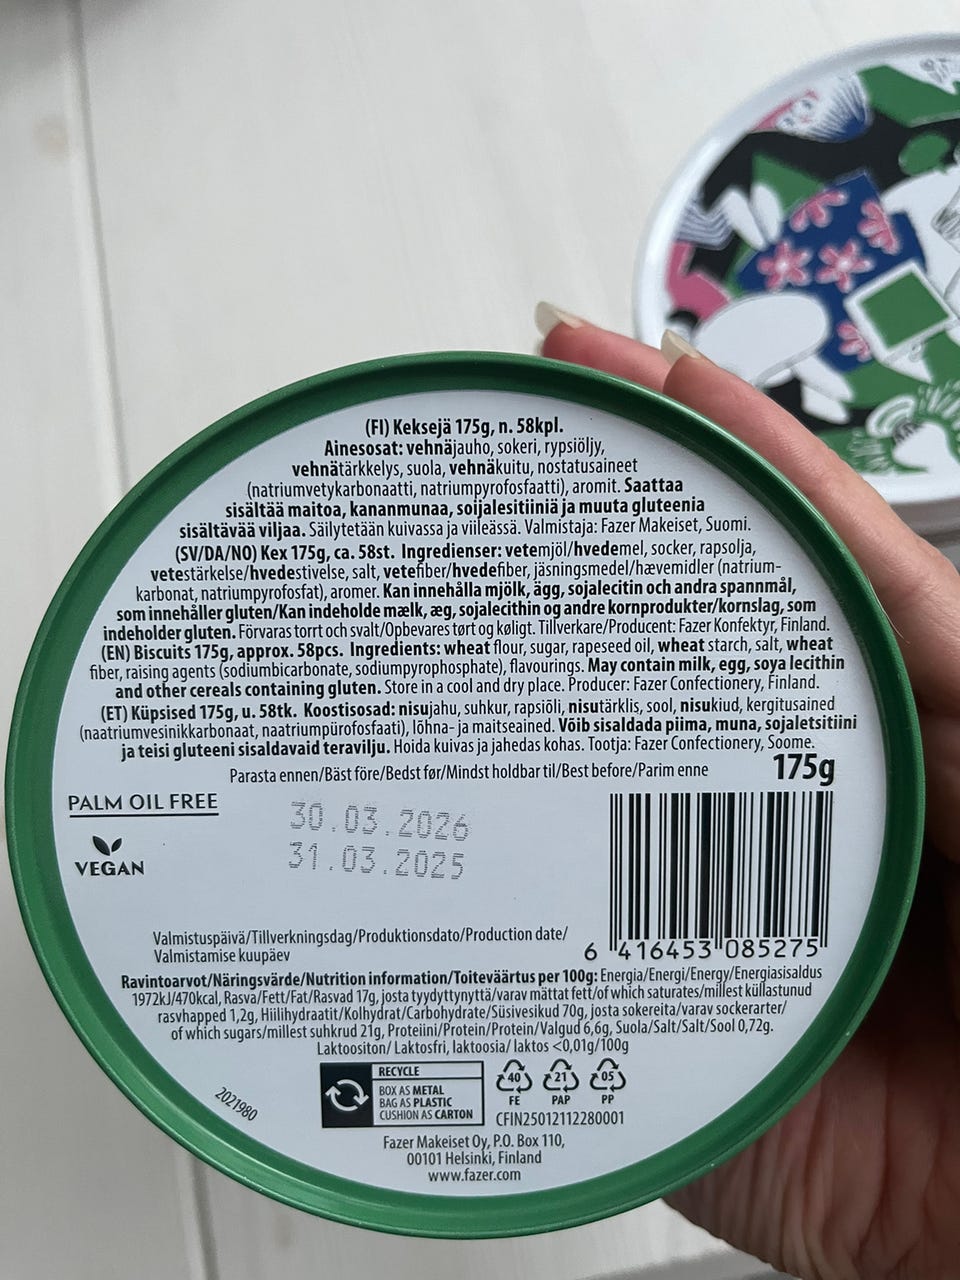 (FI) Keksejä 175g, n. 58kpl.
Ainesosat: vehnäjauho, sokeri, rypsiöljy,
vehnätärkkelys, suola, vehnäkuitu, nostatusaineet
(natriumvetykarbonaatti, natriumpyrofosfaatti), aromit. Saattaa
sisältää maitoa, kananmunaa, soijalesitiiniä ja muuta gluteenia
sisältävää viljaa. Säilytetään kuivassa ja viileässä. Valmistaja: Fazer Makeiset, Suomi.
(SV/DA/NO) Kex 175g, ca. 58st. Ingredienser: vetemjöl/hvedemel, socker, rapsolja,
vetestärkelse/hvedestivelse, salt, vetefiber/hvedefiber, jäsningsmedel/hævemidler (natrium-
karbonat, natriumpyrofosfat), aromer. Kan innehålla mjölk, ägg, sojalecitin och andra spannmål,
som innehåller gluten/Kan indeholde mælk, æg, sojalecithin og andre kornprodukter/kornslag, som
indeholder gluten. Förvaras torrt och svalt/Opbevares tørt og køligt. Tillverkare/Producent: Fazer Konfektyr, Finland.
(EN) Biscuits 175g, approx. 58pcs. Ingredients: wheat flour, sugar, rapeseed oil, wheat starch, salt, wheat
fiber, raising agents (sodiumbicarbonate, sodiumpyrophosphate), flavourings. May contain milk, egg, soya lecithin
and other cereals containing gluten. Store in a cool and dry place. Producer: Fazer Confectionery, Finland.
(ET) Küpsised 175g, u. 58tk. Koostisosad: nisujahu, suhkur, rapsiõli, nisutärklis, sool, nisukiud, kergitusained
(naatriumvesinikkarbonaat, naatriumpürofosfaati), lõhna- ja maitseained. Võib sisaldada piima, muna, sojaletsitiini
ja teisi gluteeni sisaldavaid teravilju. Hoida kuivas ja jahedas kohas. Tootja: Fazer Confectionery, Soome.
Parasta ennen/Bäst före/Bedst før/Mindst holdbar til/Best before/Parim enne
175g
PALM OIL FREE
VEGAN
30.03.2026
31.03.2025
Valmistuspäivä/Tillverkningsdag/Produktionsdato/Production date/
Valmistamise kuupäev
6 416453 085275
Ravintoarvot/Näringsvärde/Nutrition information/Toiteväärtus per 100g: Energia/Energi/Energy/Energiasisaldus
1972kJ/470kcal, Rasva/Fett/Fat/Rasvad 17g, josta tyydyttynyttä/varav mättat fett/of which saturates/millest küllastunud
rasvhapped 1,2g, Hiilihydraatit/Kolhydrat/Carbohydrate/Süsivesikud 70g, josta sokereita/varav sockerarter/
of which sugars/millest suhkrud 21g, Proteiini/Protein/Protein/Valgud 6,6g, Suola/Salt/Salt/Sool 0,72g.
Laktoositon/ Laktosfri, laktoosia/ laktos <0,01g/100g
RECYCLE
BOX AS METAL
BAG AS PLASTIC
CUSHION AS CARTON
40 21 05
FE PAP PP
CFIN25012112280001
2021980
Fazer Makeiset Oy, P.O. Box 110,
00101 Helsinki, Finland
www.fazer.com